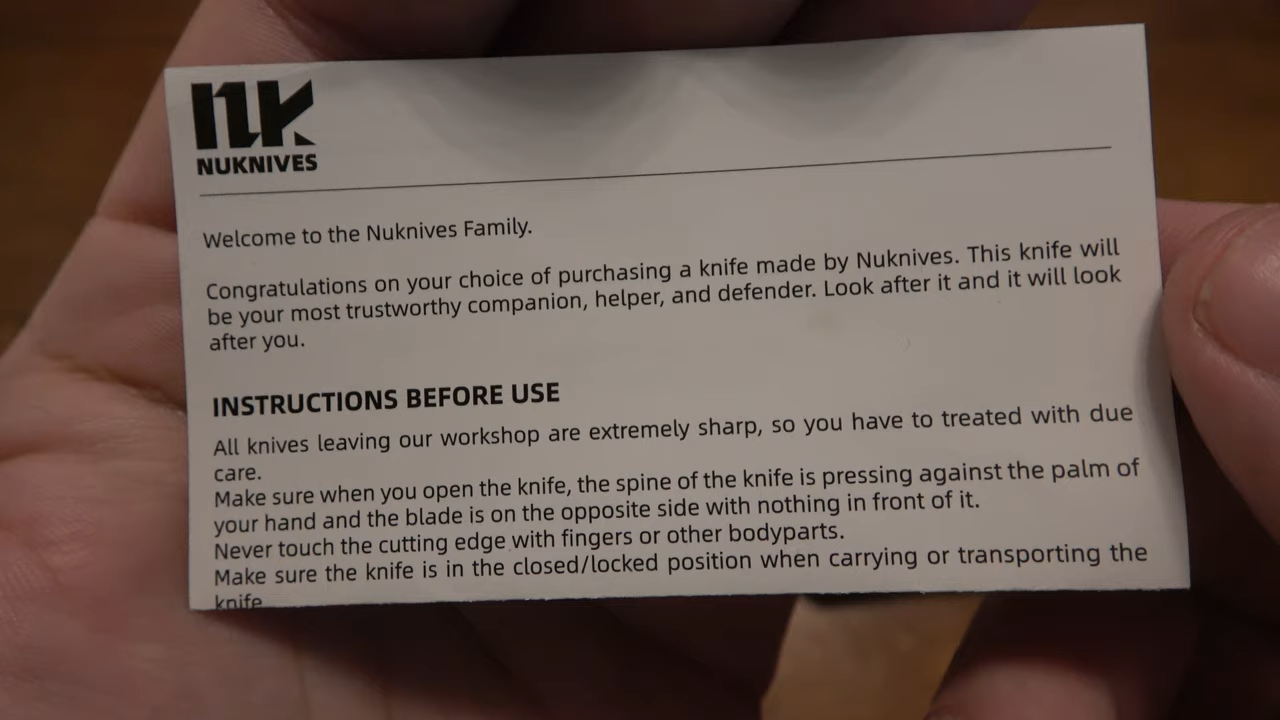 NK
NUKNIVES
Welcome to the Nuknives Family.
Congratulations on your choice of purchasing a knife made by Nuknives. This knife will
be your most trustworthy companion, helper, and defender. Look after it and it will look
after you.
INSTRUCTIONS BEFORE USE
All knives leaving our workshop are extremely sharp, so you have to treated with due
care.
Make sure when you open the knife, the spine of the knife is pressing against the palm of
your hand and the blade is on the opposite side with nothing in front of it.
Never touch the cutting edge with fingers or other bodyparts.
Make sure the knife is in the closed/locked position when carrying or transporting the
knife